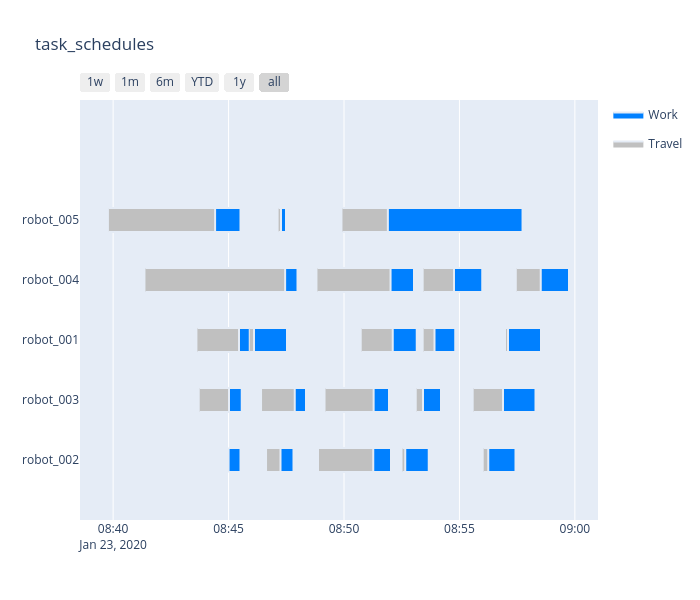 task_schedules
1w 1m 6m YTD 1y all
Work
Travel
robot_005
robot_004
robot_001
robot_003
robot_002
08:40 08:45 08:50 08:55 09:00
Jan 23, 2020